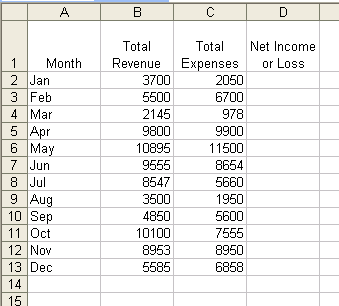 A B C D
1 Month Total Revenue Total Expenses Net Income or Loss
2 Jan 3700 2050
3 Feb 5500 6700
4 Mar 2145 978
5 Apr 9800 9900
6 May 10895 11500
7 Jun 9555 8654
8 Jul 8547 5660
9 Aug 3500 1950
10 Sep 4850 5600
11 Oct 10100 7555
12 Nov 8953 8950
13 Dec 5585 6858
14
15